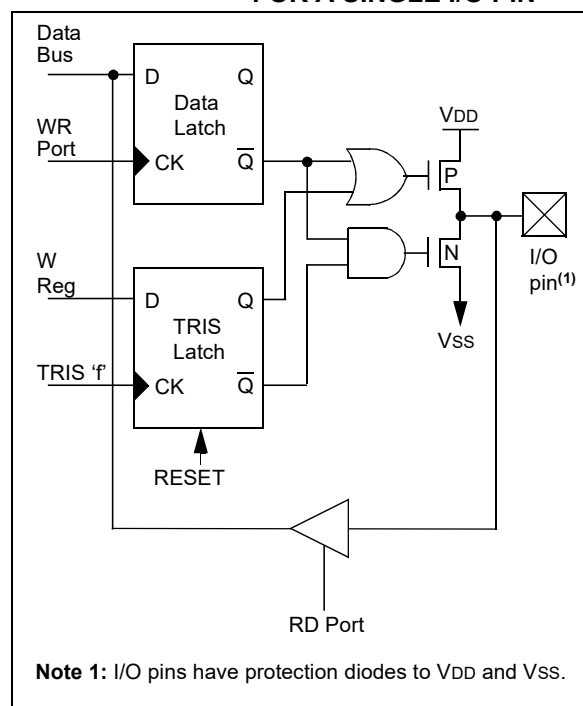 FOR A SINGLE I/O PIN
Data
Bus
D
Q
Data
Latch
WR
Port
CK
Q
VDD
P
N
I/O
pin(1)
W
Reg
D
Q
TRIS
Latch
VSS
TRIS ‘f’
CK
Q
RESET
RD Port
Note 1: I/O pins have protection diodes to VDD and VSS.